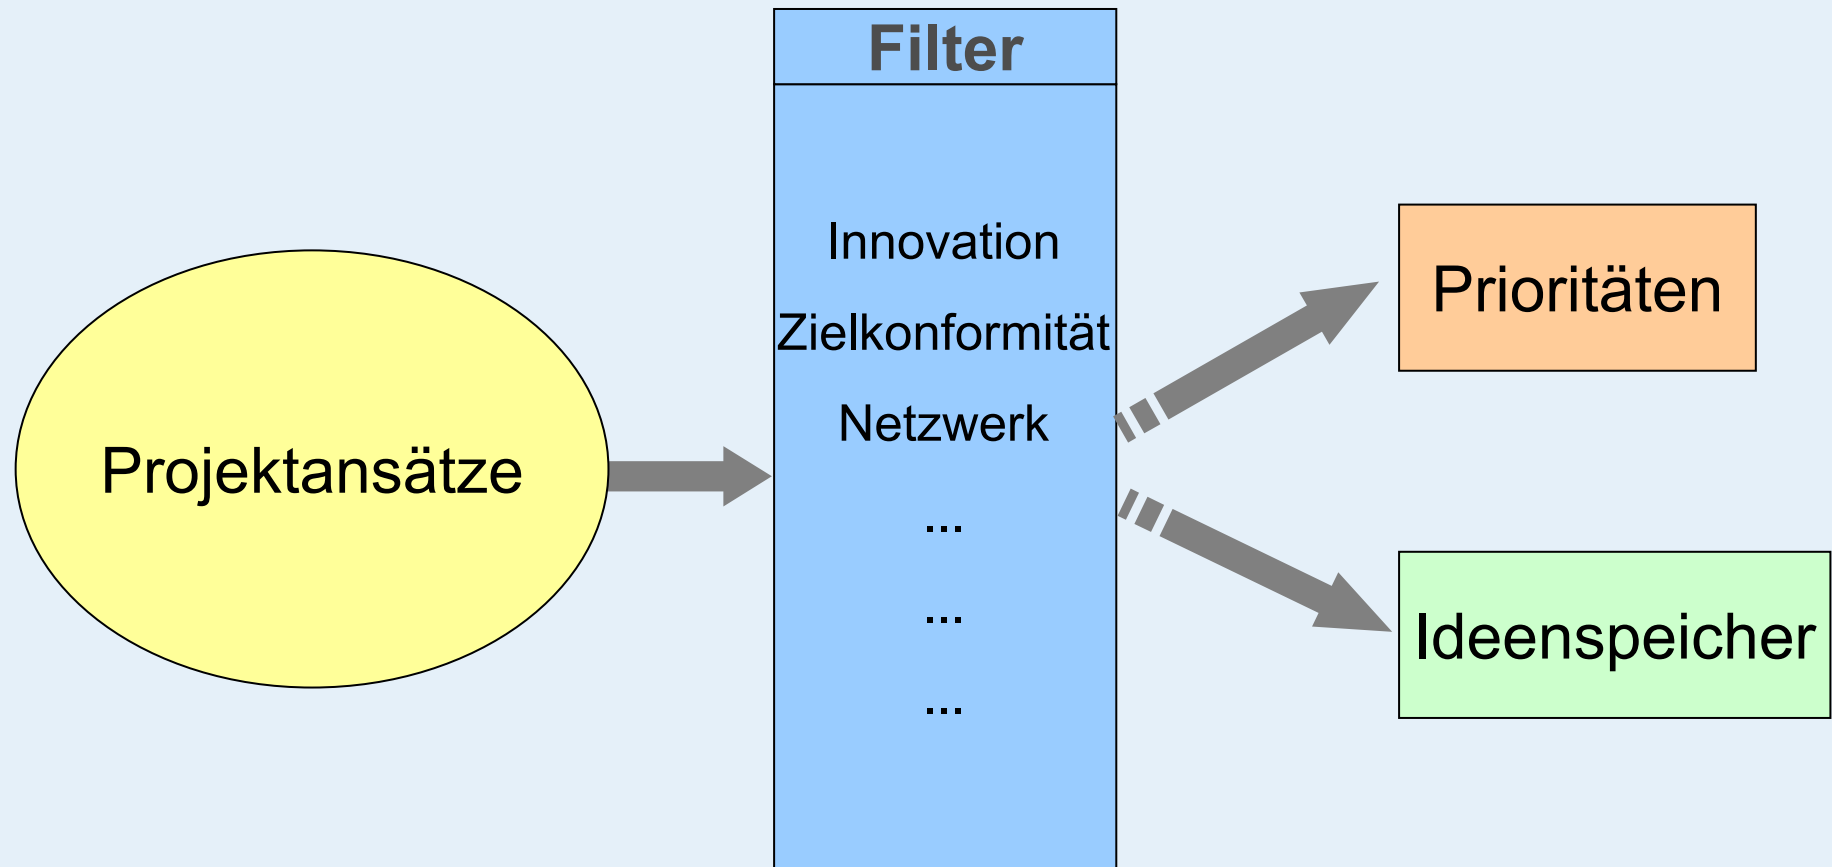 Filter
Projektansätze
Innovation
Zielkonformität
Netzwerk
...
...
...
Prioritäten
Ideenspeicher